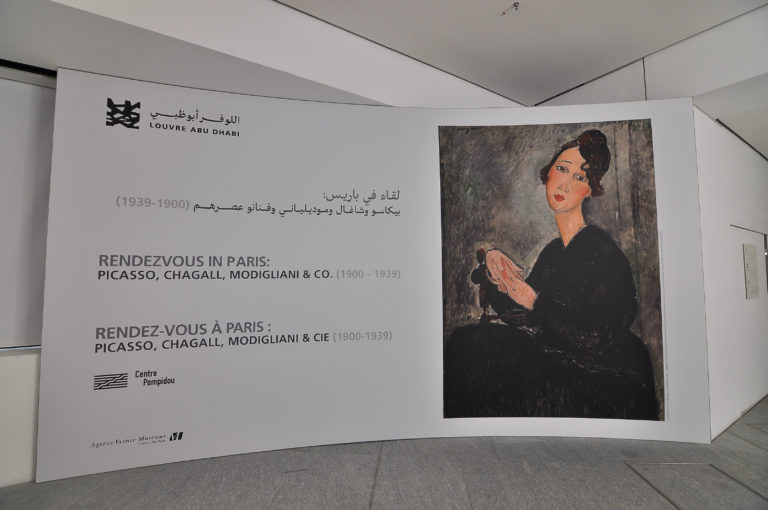 اللوفر أبوظبي
LOUVRE ABU DHABI
لقاء في باريس:
بيكاسو وشاغال وموديلياني وفنانو عصرهم (1900-1939)
RENDEZVOUS IN PARIS:
PICASSO, CHAGALL, MODIGLIANI & CO. (1900 - 1939)
RENDEZ-VOUS À PARIS :
PICASSO, CHAGALL, MODIGLIANI & CIE (1900-1939)
Centre
Pompidou
Agence France-Muséums